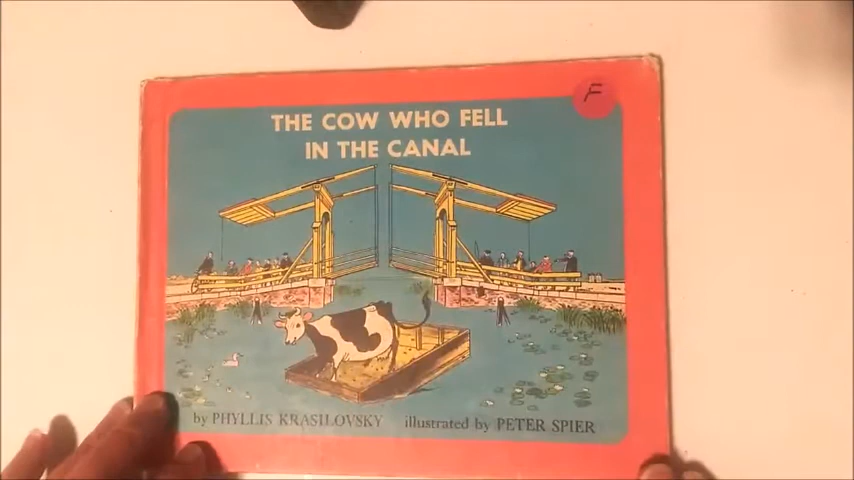 F
THE COW WHO FELL
IN THE CANAL
by PHYLLIS KRASILOVSKY illustrated by PETER SPIER